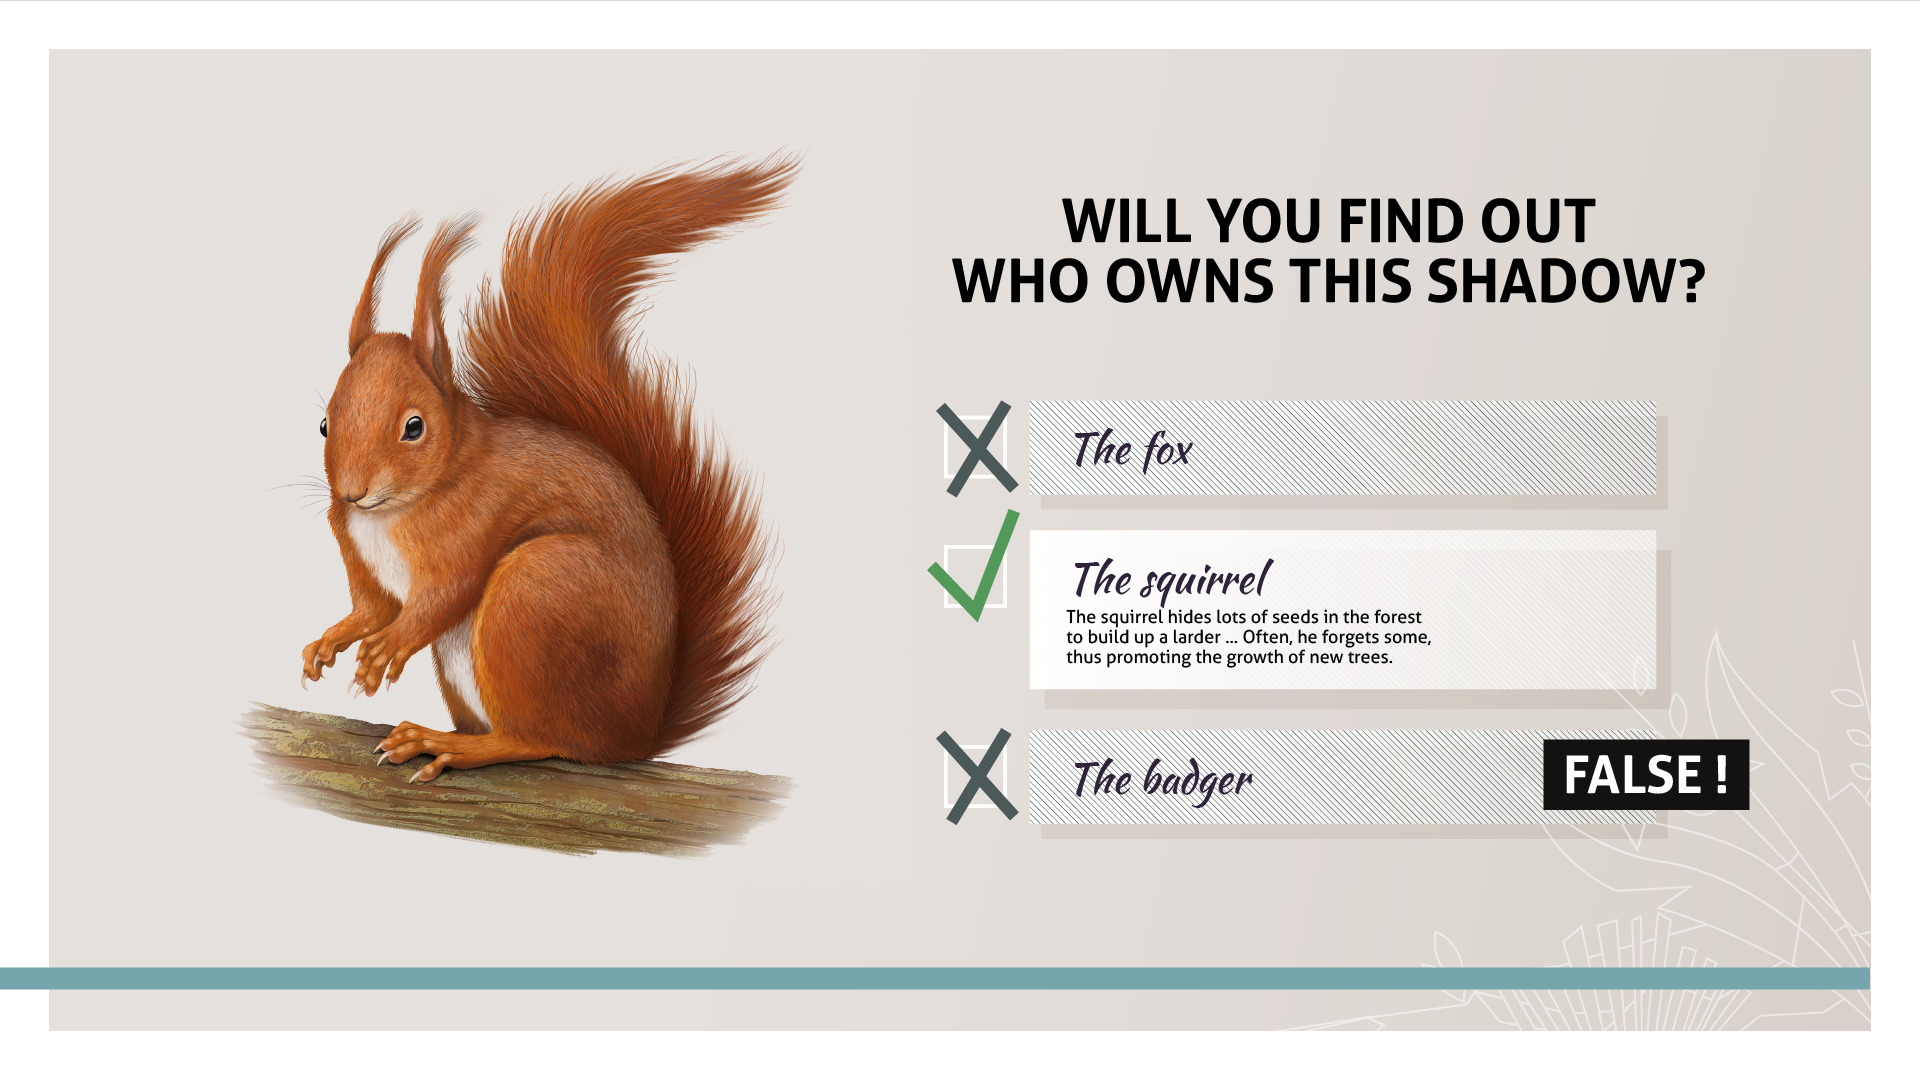 WILL YOU FIND OUT
WHO OWNS THIS SHADOW?
The fox
The squirrel
The squirrel hides lots of seeds in the forest
to build up a larder ... Often, he forgets some,
thus promoting the growth of new trees.
The badger
FALSE !